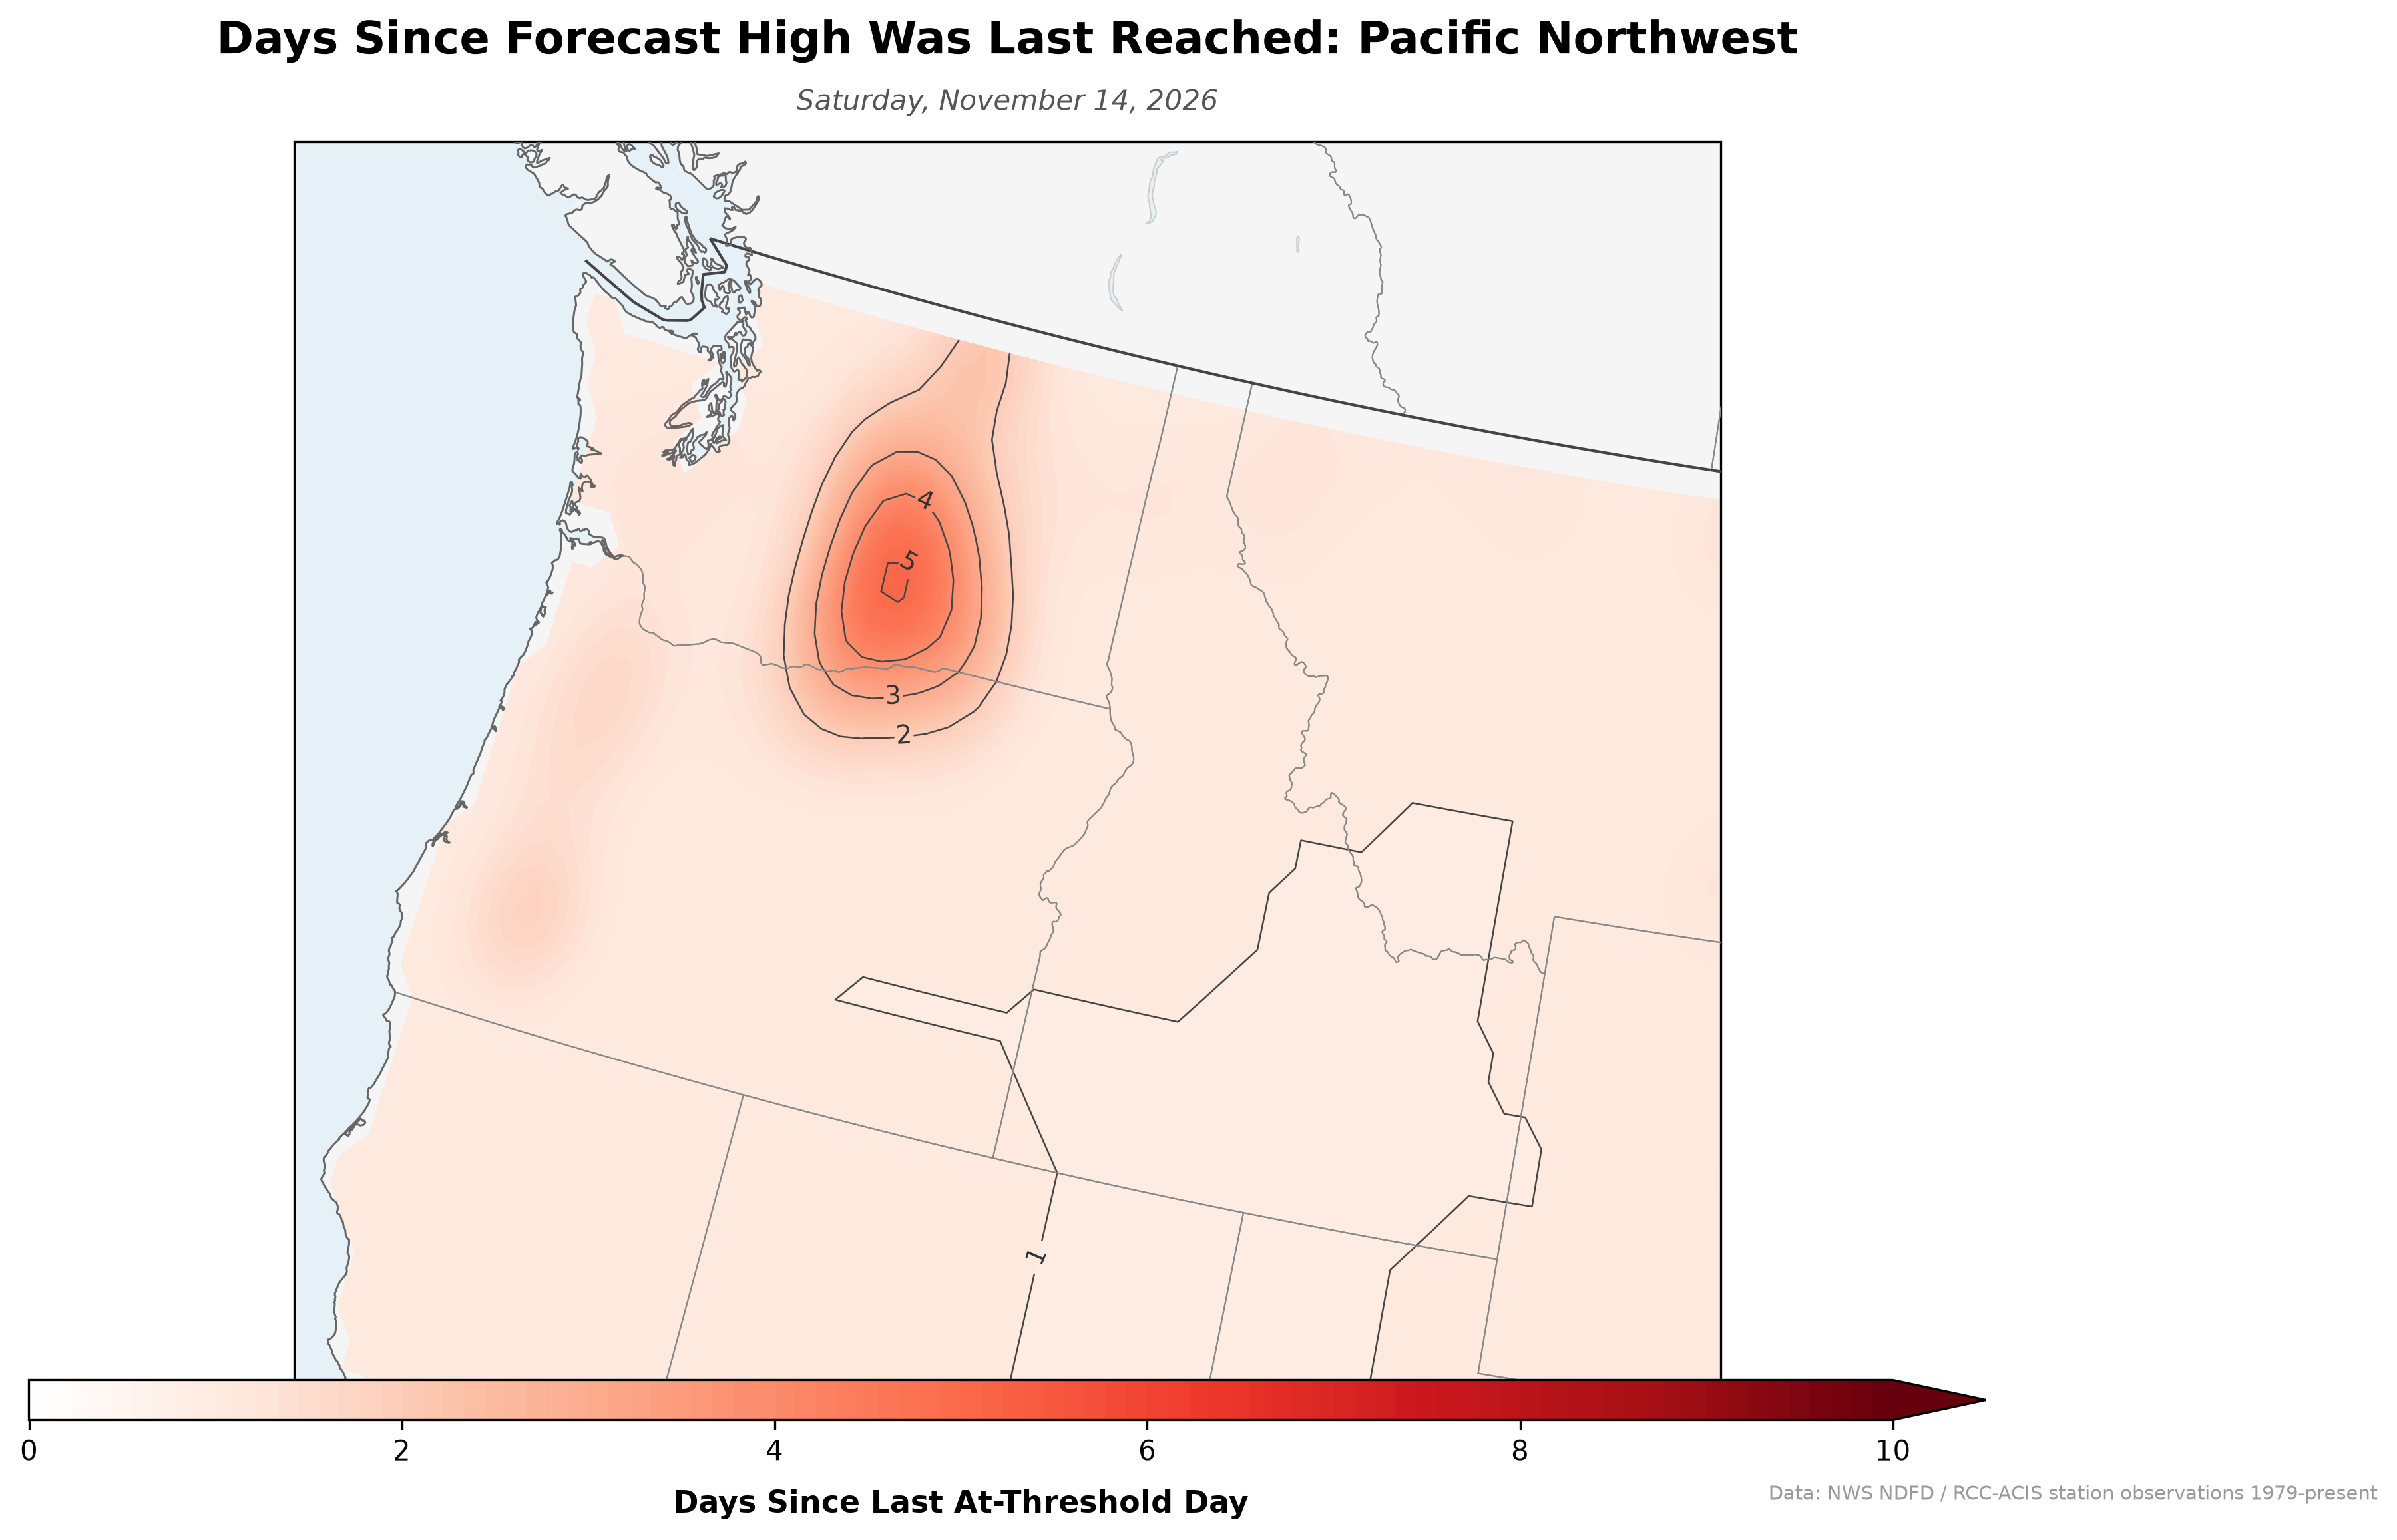 Days Since Forecast High Was Last Reached: Pacific Northwest
Saturday, November 14, 2026
4
5
3
2
1
0 2 4 6 8 10
Days Since Last At-Threshold Day
Data: NWS NDFD / RCC-ACIS station observations 1979-present